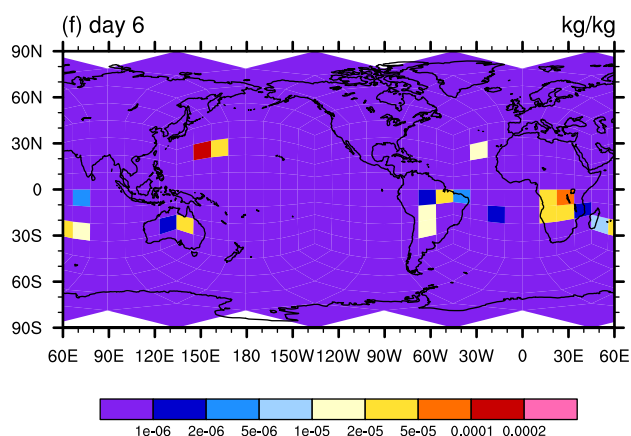 (f) day 6 kg/kg
90N
60N
30N
0
30S
60S
90S
60E 90E 120E 150E 180 150W 120W 90W 60W 30W 0 30E 60E
1e-06 2e-06 5e-06 1e-05 2e-05 5e-05 0.0001 0.0002